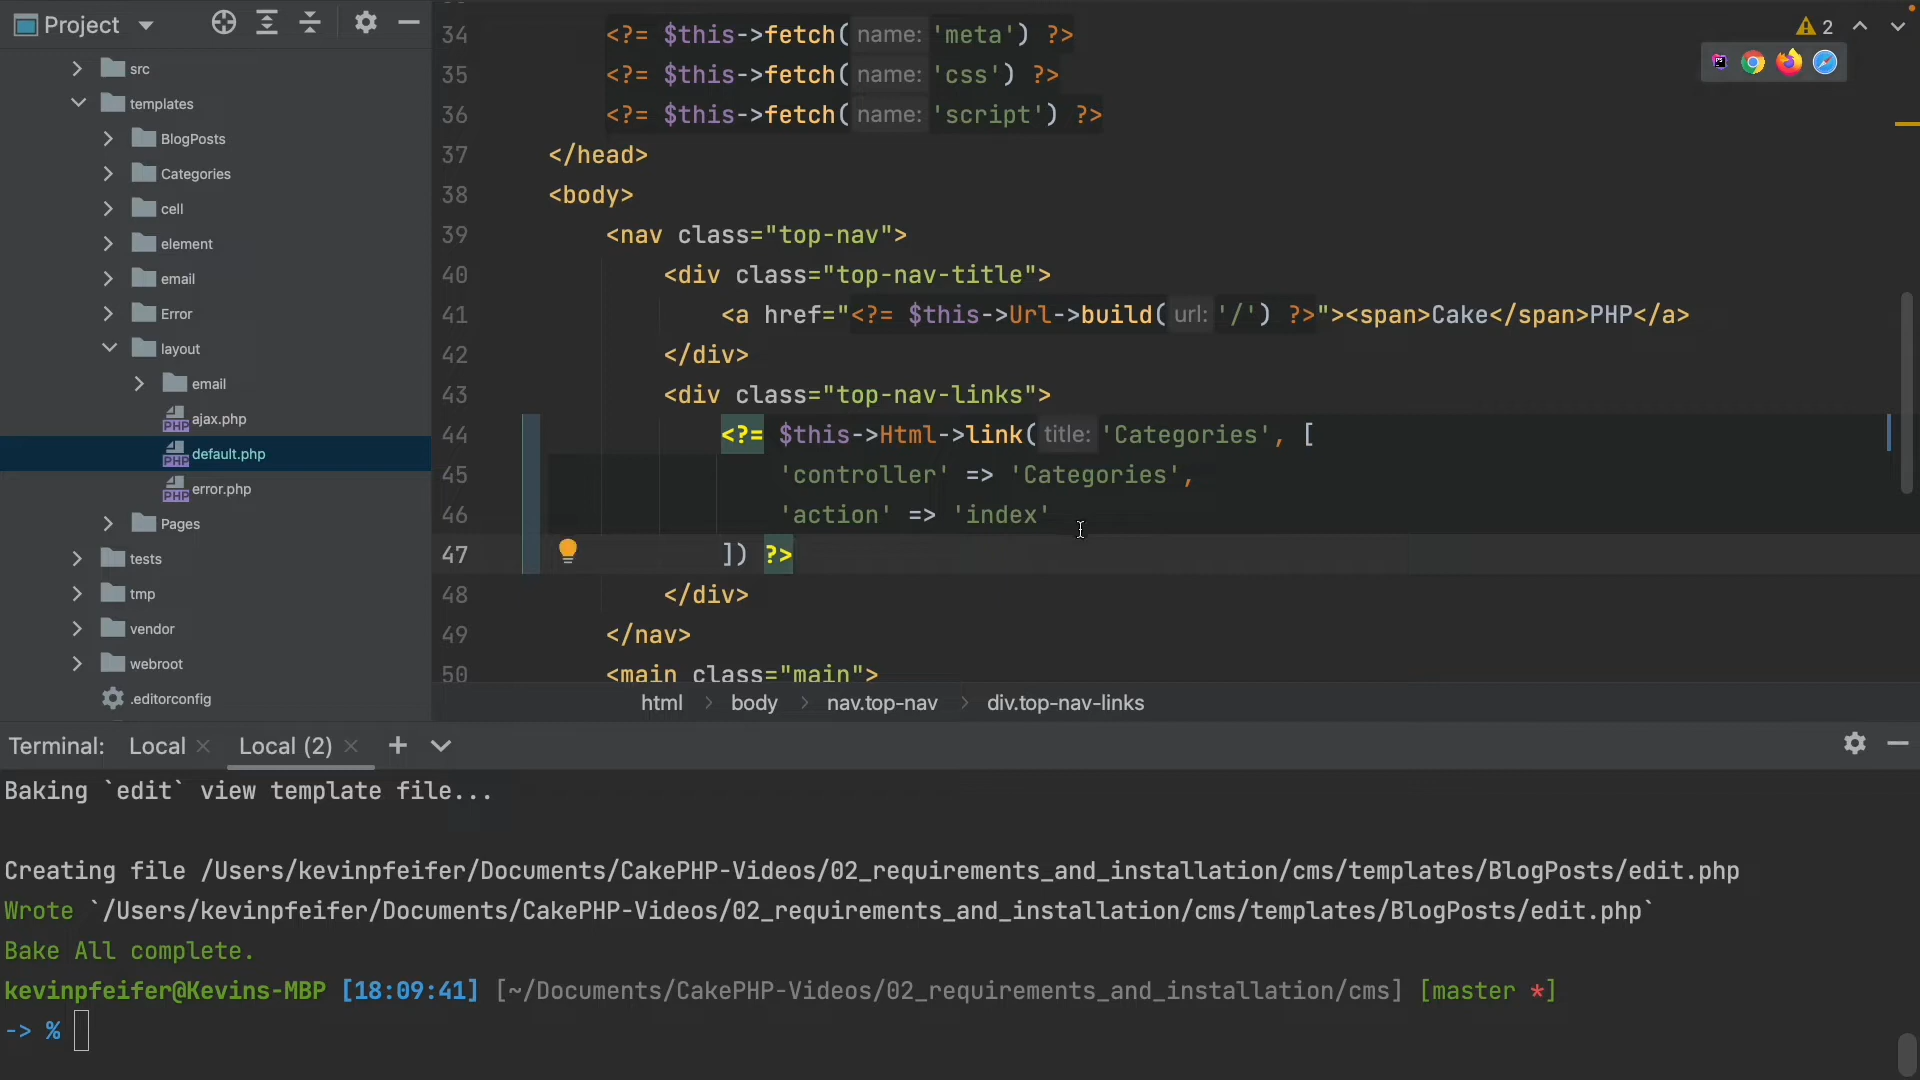 Project
src
templates
BlogPosts
Categories
cell
element
email
Error
layout
email
ajax.php
default.php
error.php
Pages
tests
tmp
vendor
webroot
.editorconfig
2
34 <?= $this->fetch( name: 'meta') ?>
35 <?= $this->fetch( name: 'css') ?>
36 <?= $this->fetch( name: 'script') ?>
37 </head>
38 <body>
39 <nav class="top-nav">
40 <div class="top-nav-title">
41 <a href="<?= $this->Url->build( url: '/') ?>"><span>Cake</span>PHP</a>
42 </div>
43 <div class="top-nav-links">
44 <?= $this->Html->link( title: 'Categories', [
45 'controller' => 'Categories',
46 'action' => 'index'
47 ]) ?>
48 </div>
49 </nav>
50 <main class="main">
html > body > nav.top-nav > div.top-nav-links
Terminal: Local × Local (2) × +
Baking `edit` view template file...
Creating file /Users/kevinpfeifer/Documents/CakePHP-Videos/02_requirements_and_installation/cms/templates/BlogPosts/edit.php
Wrote `/Users/kevinpfeifer/Documents/CakePHP-Videos/02_requirements_and_installation/cms/templates/BlogPosts/edit.php`
Bake All complete.
kevinpfeifer@Kevins-MBP [18:09:41] [~/Documents/CakePHP-Videos/02_requirements_and_installation/cms] [master *]
-> %